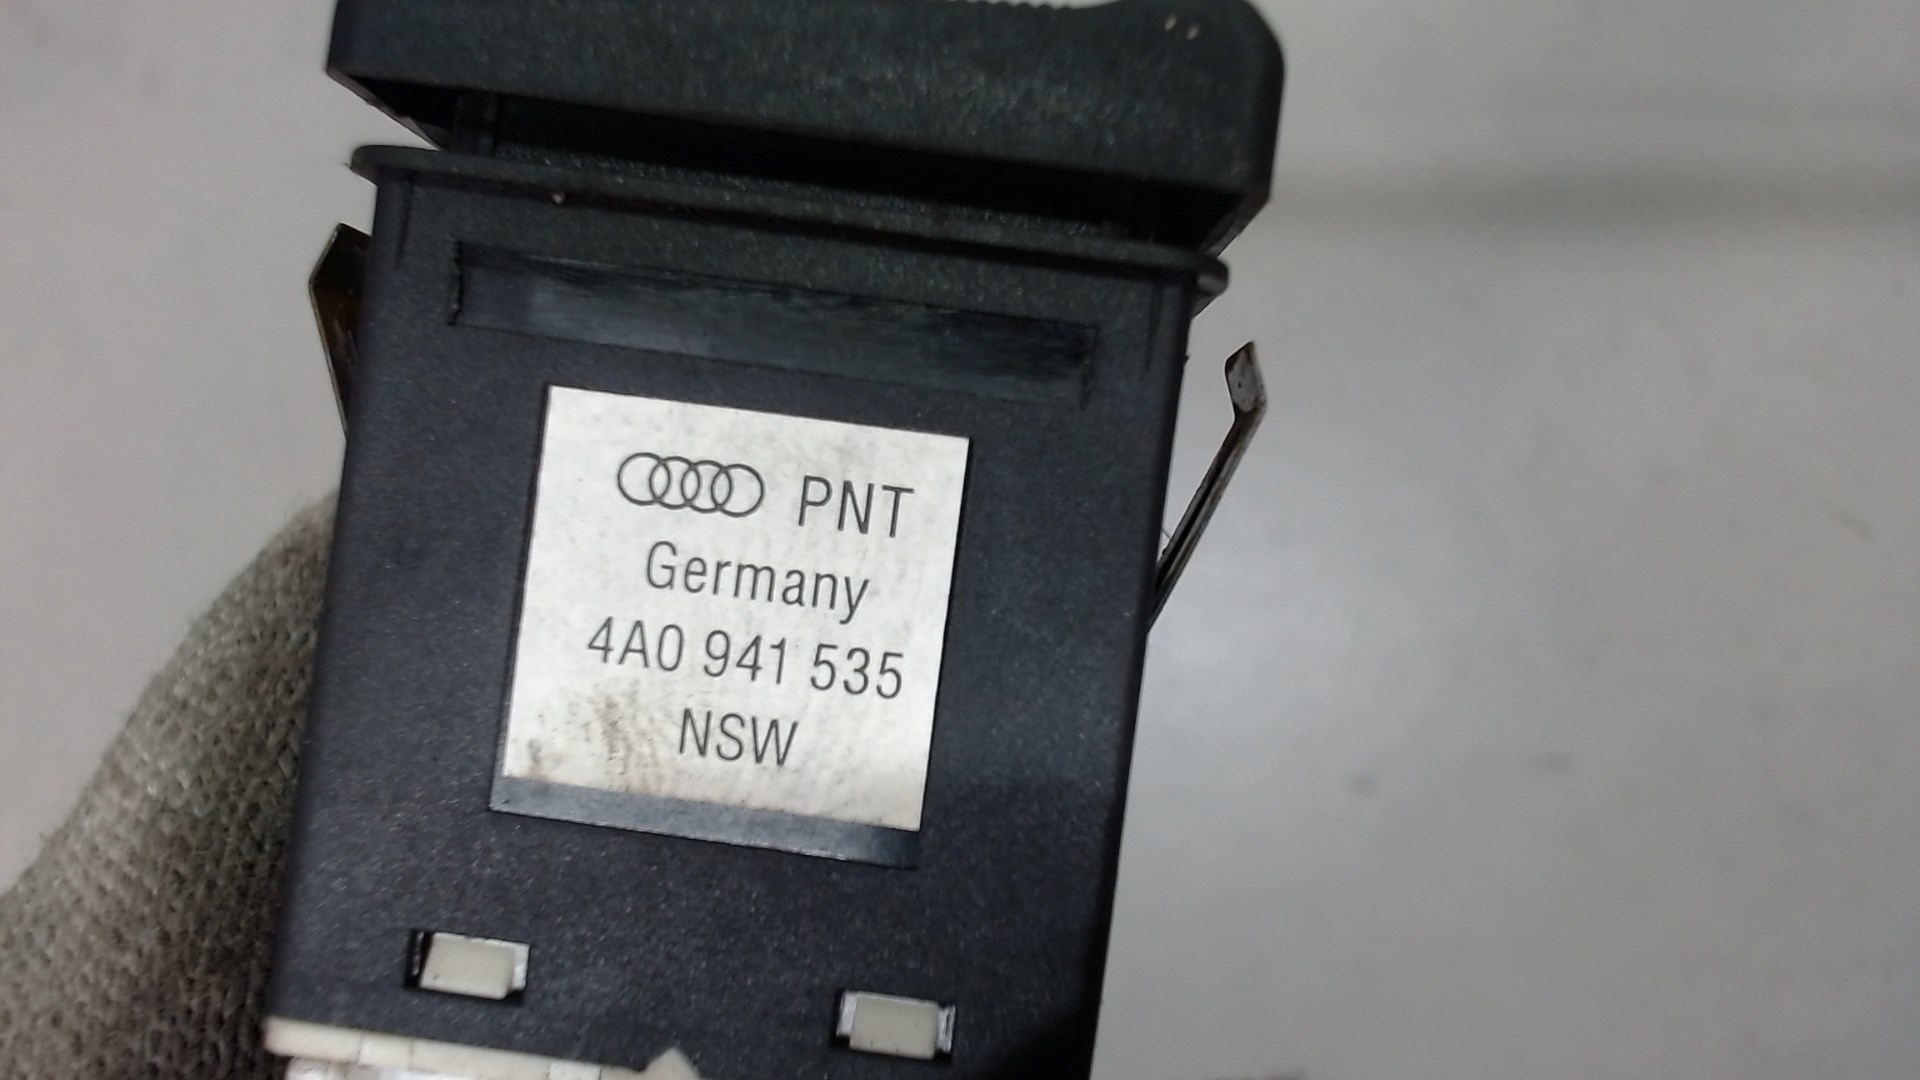 PNT
Germany
4A0 941 535
NSW